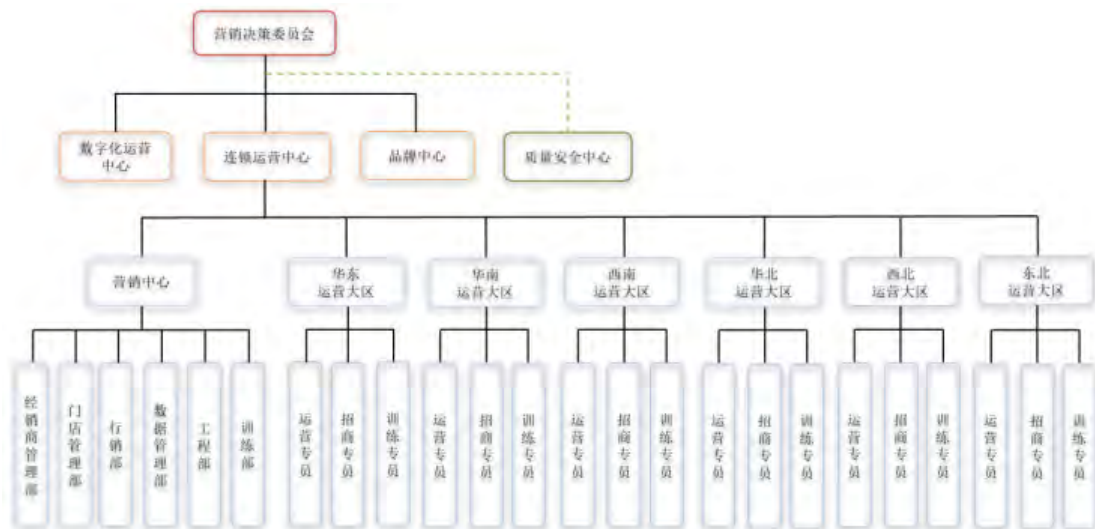 营销决策委员会
数字化运营
中心
连锁运营中心
品牌中心
质量安全中心
营销中心
华东
运营大区
华南
运营大区
西南
运营大区
华北
运营大区
西北
运营大区
东北
运营大区
经销商管理部
门店管理部
行销部
数据管理部
工程部
训练部
运营专员
招商专员
训练专员
运营专员
招商专员
训练专员
运营专员
招商专员
训练专员
运营专员
招商专员
训练专员
运营专员
招商专员
训练专员
运营专员
招商专员
训练专员